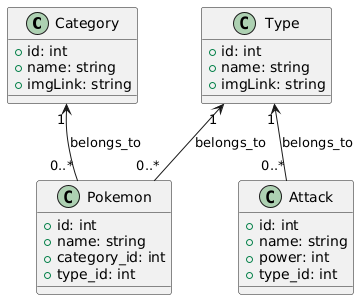 C Category
+ id: int
+ name: string
+ imgLink: string
C Type
+ id: int
+ name: string
+ imgLink: string
1
1
1
belongs_to
belongs_to
belongs_to
0..*
0..*
0..*
C Pokemon
+ id: int
+ name: string
+ category_id: int
+ type_id: int
C Attack
+ id: int
+ name: string
+ power: int
+ type_id: int